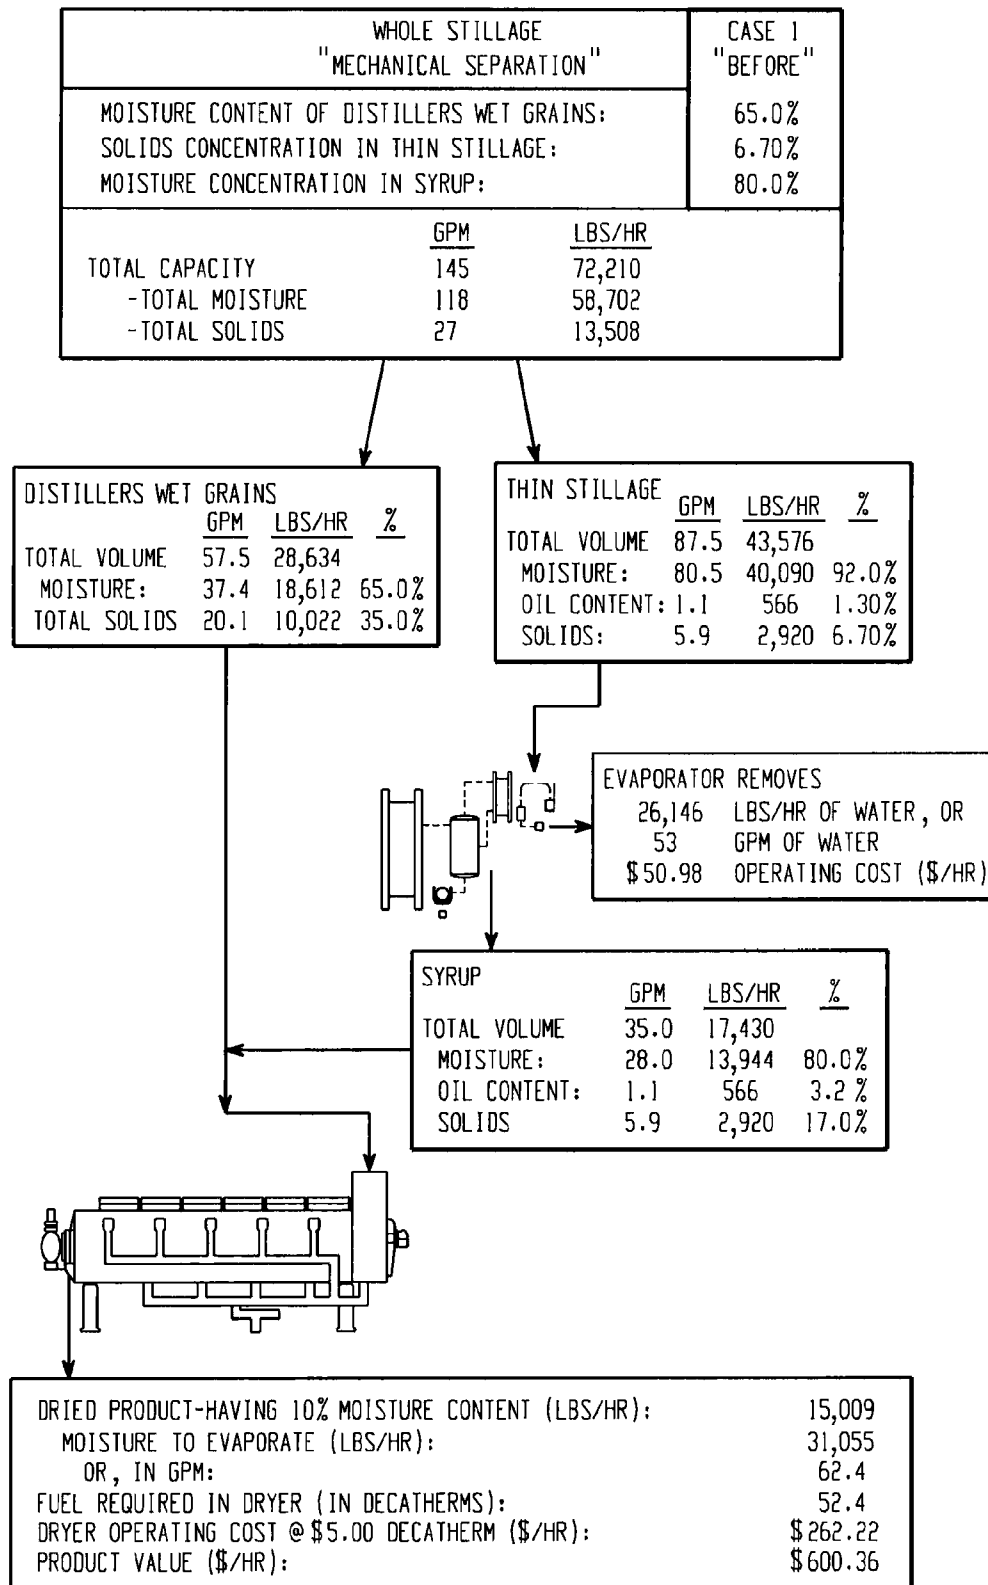 WHOLE STILLAGE
"MECHANICAL SEPARATION"
CASE 1
"BEFORE"
MOISTURE CONTENT OF DISTILLERS WET GRAINS: 65.0%
SOLIDS CONCENTRATION IN THIN STILLAGE: 6.70%
MOISTURE CONCENTRATION IN SYRUP: 80.0%
GPM LBS/HR
TOTAL CAPACITY 145 72,210
-TOTAL MOISTURE 118 58,702
-TOTAL SOLIDS 27 13,508
DISTILLERS WET GRAINS
GPM LBS/HR %
TOTAL VOLUME 57.5 28,634
MOISTURE: 37.4 18,612 65.0%
TOTAL SOLIDS 20.1 10,022 35.0%
THIN STILLAGE
GPM LBS/HR %
TOTAL VOLUME 87.5 43,576
MOISTURE: 80.5 40,090 92.0%
OIL CONTENT: 1.1 566 1.30%
SOLIDS: 5.9 2,920 6.70%
EVAPORATOR REMOVES
26,146 LBS/HR OF WATER, OR
53 GPM OF WATER
$50.98 OPERATING COST ($/HR)
SYRUP
GPM LBS/HR %
TOTAL VOLUME 35.0 17,430
MOISTURE: 28.0 13,944 80.0%
OIL CONTENT: 1.1 566 3.2%
SOLIDS 5.9 2,920 17.0%
DRIED PRODUCT-HAVING 10% MOISTURE CONTENT (LBS/HR): 15,009
MOISTURE TO EVAPORATE (LBS/HR): 31,055
OR, IN GPM: 62.4
FUEL REQUIRED IN DRYER (IN DECATHERMS): 52.4
DRYER OPERATING COST @ $5.00 DECATHERM ($/HR): $262.22
PRODUCT VALUE ($/HR): $600.36